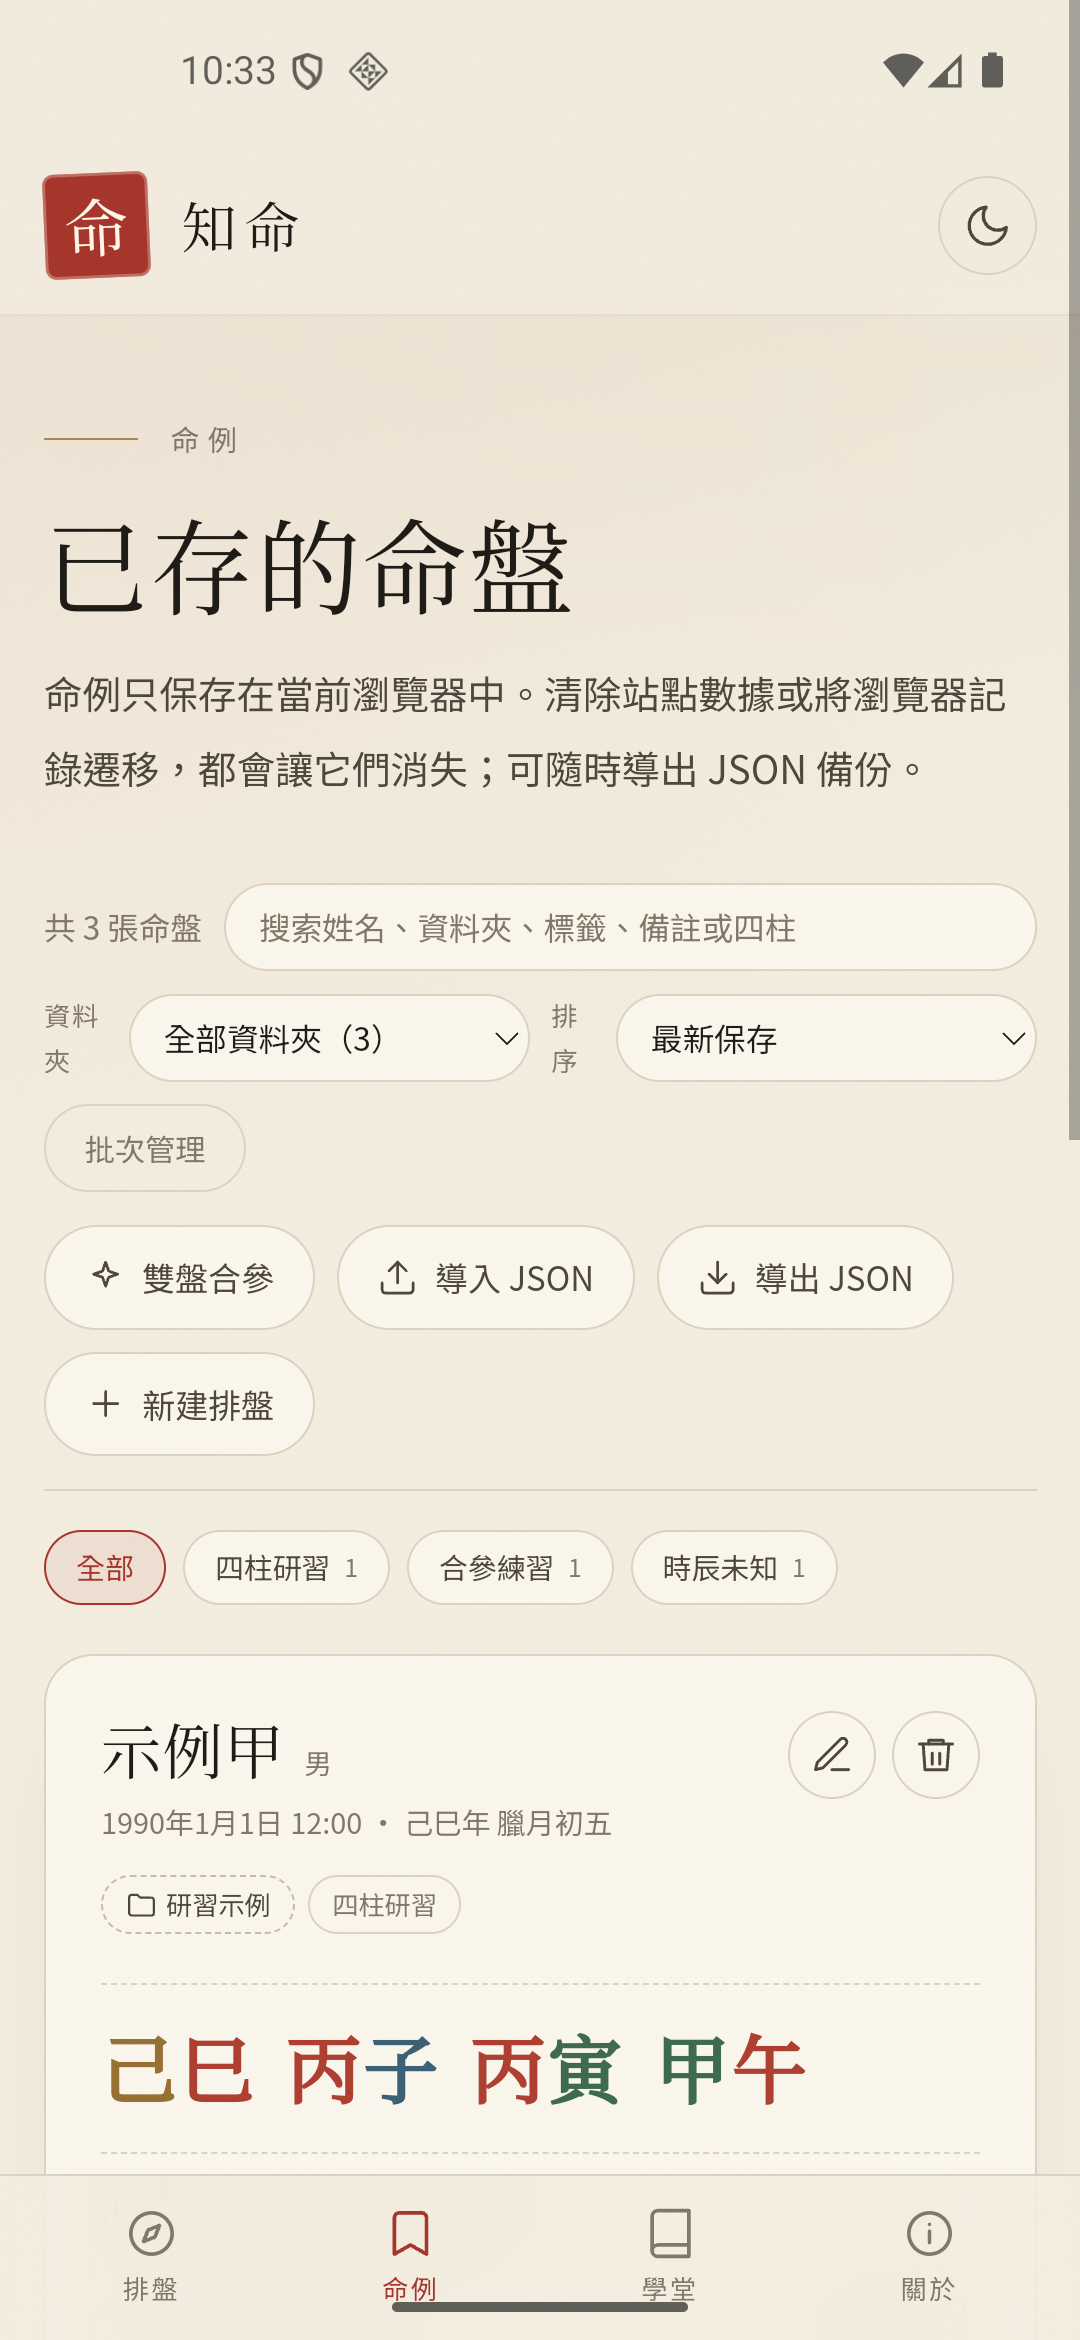 10:33
命 知命
命例
已存的命盤
命例只保存在當前瀏覽器中。清除站點數據或將瀏覽器記
錄遷移，都會讓它們消失；可隨時導出 JSON 備份。
共 3 張命盤 搜索姓名、資料夾、標籤、備註或四柱
資料夾 全部資料夾（3） 排序 最新保存
批次管理
雙盤合參 導入 JSON 導出 JSON
新建排盤
全部 四柱研習 1 合參練習 1 時辰未知 1
示例甲 男
1990年1月1日 12:00 · 己巳年 臘月初五
研習示例 四柱研習
己巳 丙子 丙寅 甲午
排盤 命例 學堂 關於